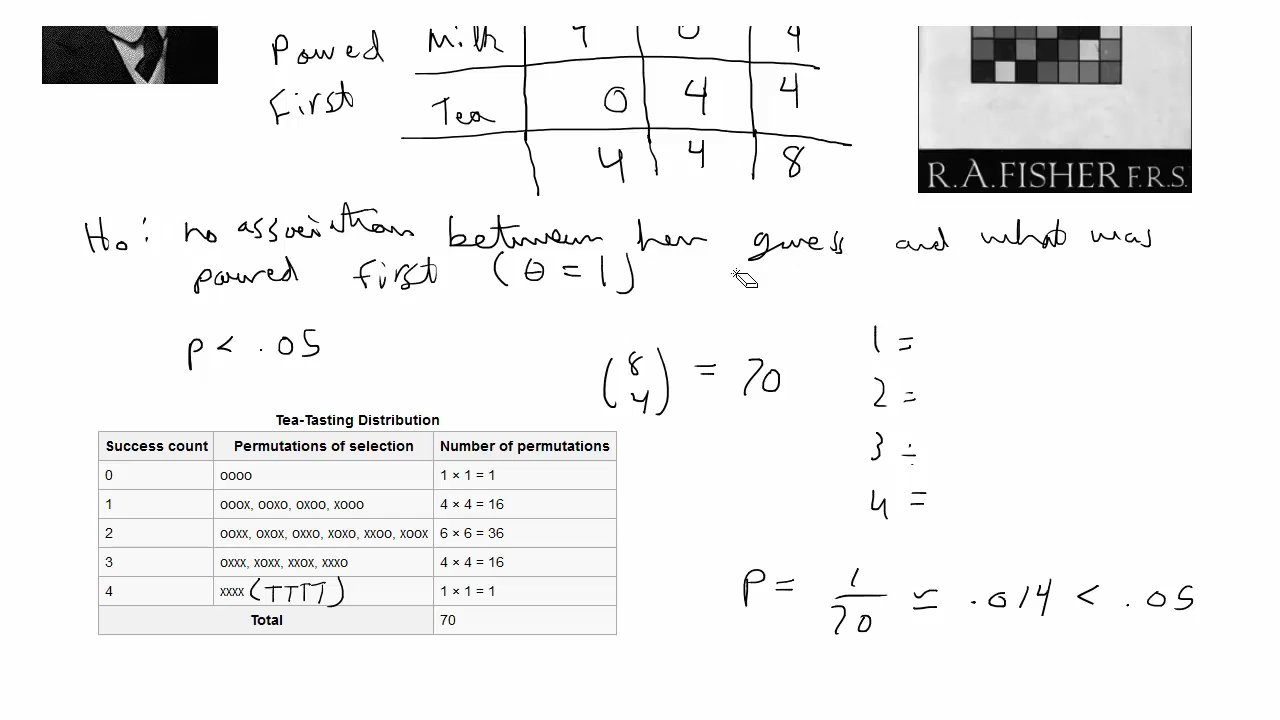 Poured Milk 4 0 4
First Tea 0 4 4
4 4 8
R.A. FISHER F.R.S.
Ho: no association between her guess and what was
poured first (θ = 1)
p < .05
(8 4) = 70
1 =
2 =
3 =
4 =
Tea-Tasting Distribution
Success count Permutations of selection Number of permutations
0 oooo 1 × 1 = 1
1 ooox, ooxo, oxoo, xooo 4 × 4 = 16
2 ooxx, oxox, oxxo, xoxo, xxoo, xoox 6 × 6 = 36
3 oxxx, xoxx, xxox, xxxo 4 × 4 = 16
4 xxxx (TTTT) 1 × 1 = 1
Total 70
P = 1/70 ≈ .014 < .05